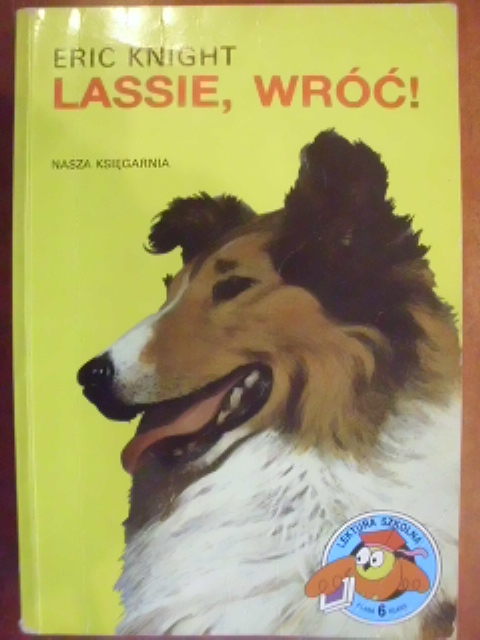 ERIC KNIGHT
LASSIE, WRÓĆ!
NASZA KSIĘGARNIA
LEKTURA SZKOLNA
6